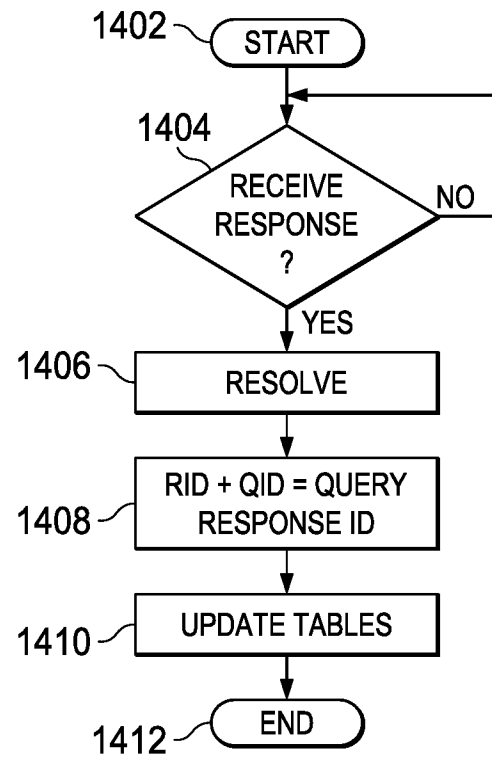 1402
START
1404
RECEIVE
RESPONSE
?
NO
YES
1406
RESOLVE
1408
RID + QID = QUERY
RESPONSE ID
1410
UPDATE TABLES
1412
END